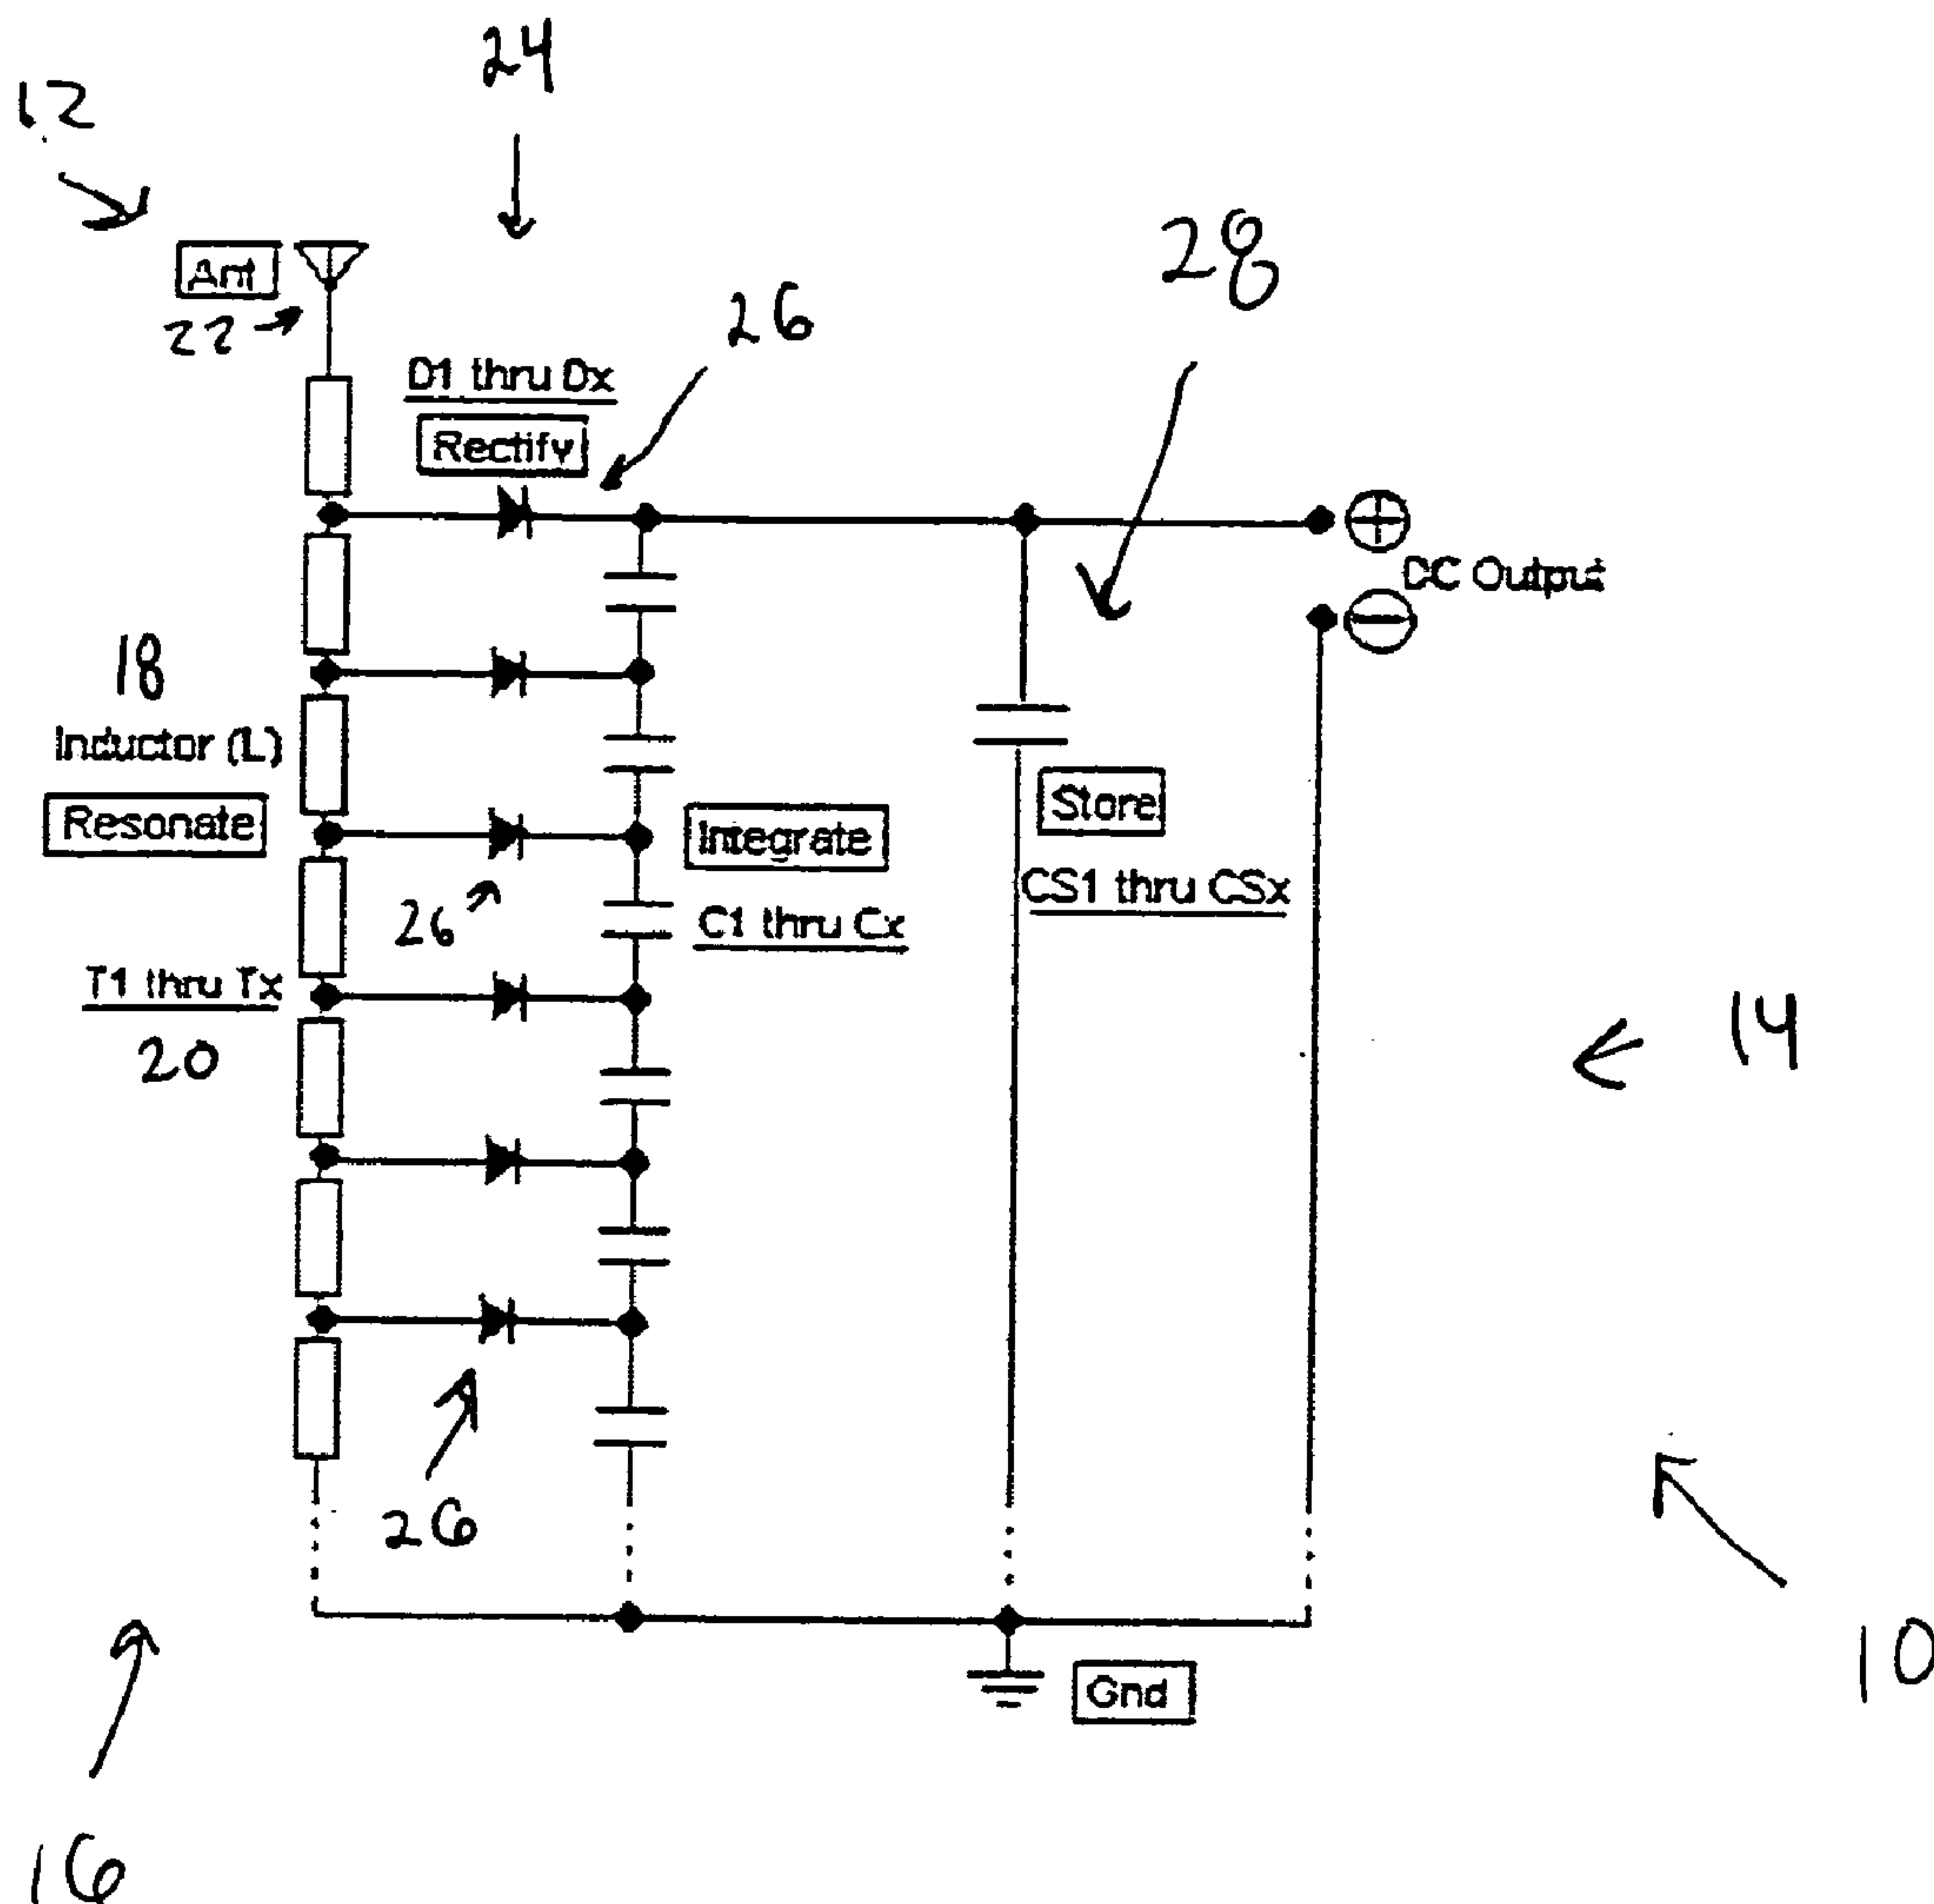 24
12
Ant
22
28
26
D1 thru Dx
Rectify
DC Output
18
Inductor (L)
Resonate
Integrate
Store
26
C1 thru Cx
CS1 thru CSx
T1 thru Tx
20
14
26
Gnd
10
16